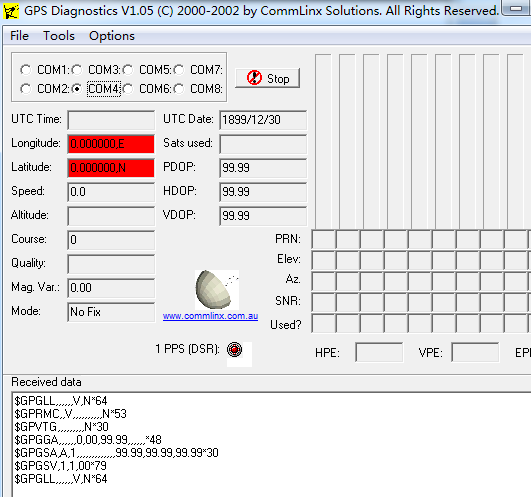 GPS Diagnostics V1.05 (C) 2000-2002 by CommLinx Solutions. All Rights Reserved.
File Tools Options
COM1: COM3: COM5: COM7:
COM2: COM4: COM6: COM8:
Stop
UTC Time: UTC Date: 1899/12/30
Longitude: 0.000000,E Sats used:
Latitude: 0.000000,N PDOP: 99.99
Speed: 0.0 HDOP: 99.99
Altitude: VDOP: 99.99
Course: 0
Quality:
Mag. Var.: 0.00
Mode: No Fix
www.commlinx.com.au
1 PPS (DSR):
PRN:
Elev:
Az.
SNR:
Used?
HPE: VPE: EP
Received data
$GPGLL,,,,,,V,N*64
$GPRMC,,V,,,,,,,,,,N*53
$GPVTG,,,,,,,,,N*30
$GPGGA,,,,,,0,00,99.99,,,,,,*48
$GPGSA,A,1,,,,,,,,,,,,,99.99,99.99,99.99*30
$GPGSV,1,1,00*79
$GPGLL,,,,,,V,N*64